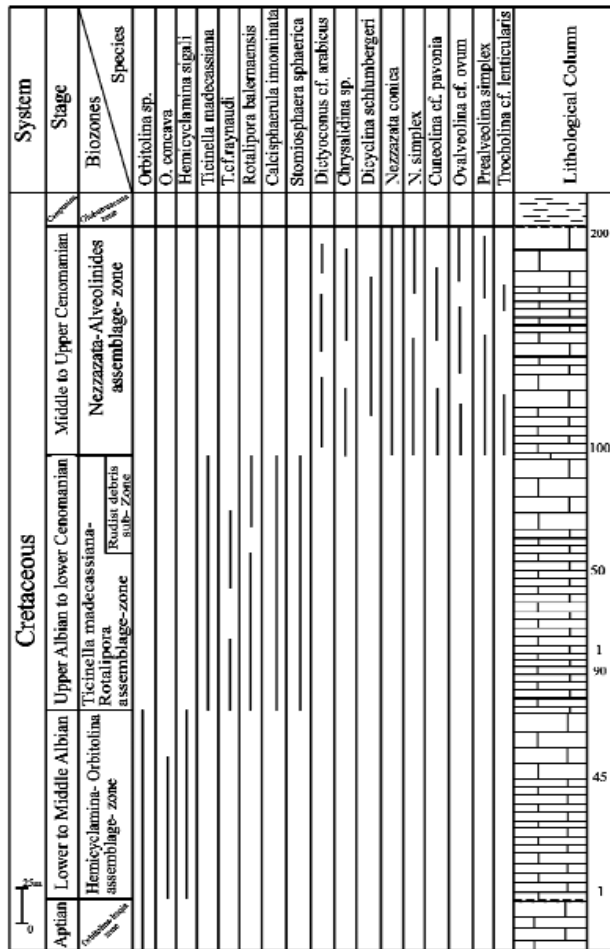 System
Stage
Biozones
Species
Orbitolina sp.
O. concava
Hemicyclamina sigali
Ticinella madecassiana
T.cf.raynaudi
Rotalipora balernaensis
Calcisphaerula innominata
Stomiosphaera sphaerica
Dictyoconus cf. arabicus
Chrysalidina sp.
Dicyclina schlumbergeri
Nezzazata conica
N. simplex
Cuneolina cf. pavonia
Ovalveolina cf. ovum
Prealveolina simplex
Trocholina cf. lenticularis
Lithological Column
Cretaceous
zone
Middle to Upper Cenomanian
Nezzazata-Alveolinides
assemblage- zone
Upper Albian to lower Cenomanian
Ticinella madecassiana-
Rotalipora
assemblage-zone
Rudist debris
sub- Zone
Lower to Middle Albian
Hemicyclamina- Orbitolina
assemblage- zone
Aptian
zone
200
100
50
1
90
45
1
0